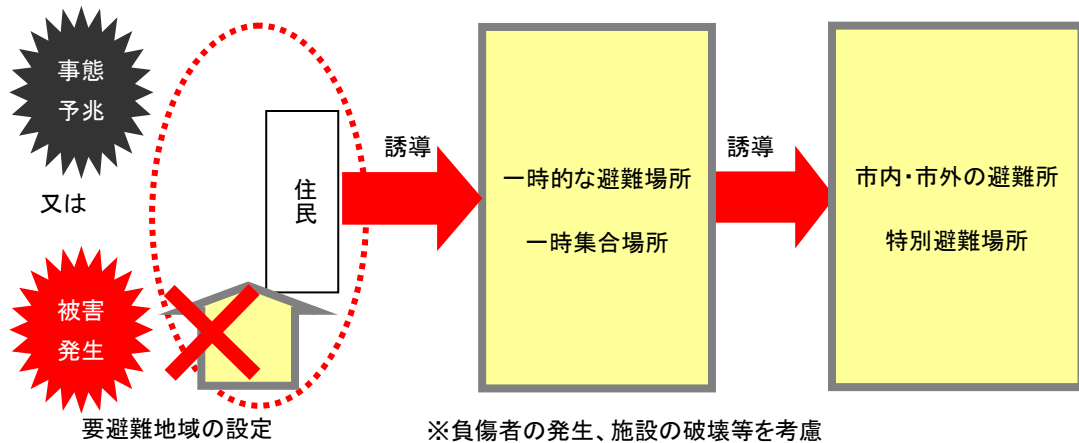 事態
予兆
又は
被害
発生
住民
誘導
一時的な避難場所
一時集合場所
誘導
市内・市外の避難所
特別避難場所
要避難地域の設定
※負傷者の発生、施設の破壊等を考慮